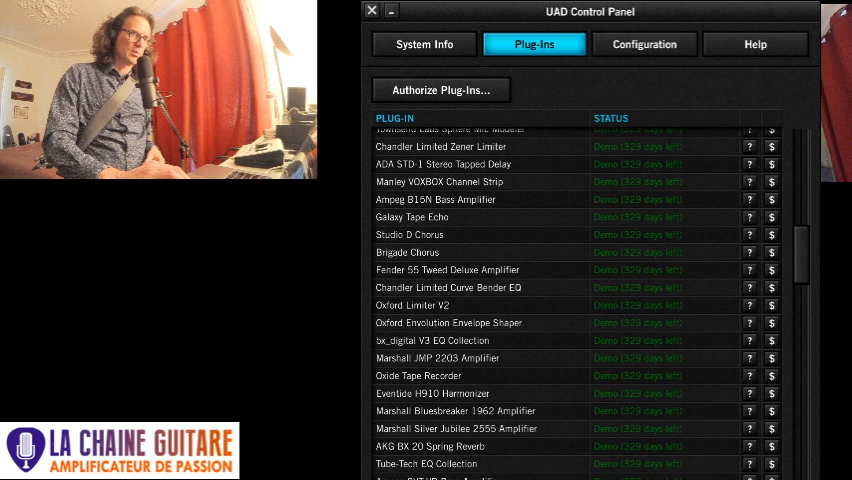 UAD Control Panel
System Info
Plug-Ins
Configuration
Help
Authorize Plug-Ins...
PLUG-IN STATUS
Townsend Labs Sphere Mic Modeler Demo (329 days left) ? $
Chandler Limited Zener Limiter Demo (329 days left) ? $
ADA STD-1 Stereo Tapped Delay Demo (329 days left) ? $
Manley VOXBOX Channel Strip Demo (329 days left) ? $
Ampeg B15N Bass Amplifier Demo (329 days left) ? $
Galaxy Tape Echo Demo (329 days left) ? $
Studio D Chorus Demo (329 days left) ? $
Brigade Chorus Demo (329 days left) ? $
Fender 55 Tweed Deluxe Amplifier Demo (329 days left) ? $
Chandler Limited Curve Bender EQ Demo (329 days left) ? $
Oxford Limiter V2 Demo (329 days left) ? $
Oxford Envolution Envelope Shaper Demo (329 days left) ? $
bx_digital V3 EQ Collection Demo (329 days left) ? $
Marshall JMP 2203 Amplifier Demo (329 days left) ? $
Oxide Tape Recorder Demo (329 days left) ? $
Eventide H910 Harmonizer Demo (329 days left) ? $
Marshall Bluesbreaker 1962 Amplifier Demo (329 days left) ? $
Marshall Silver Jubilee 2555 Amplifier Demo (329 days left) ? $
AKG BX 20 Spring Reverb Demo (329 days left) ? $
Tube-Tech EQ Collection Demo (329 days left) ? $
LA CHAINE GUITARE
AMPLIFICATEUR DE PASSION